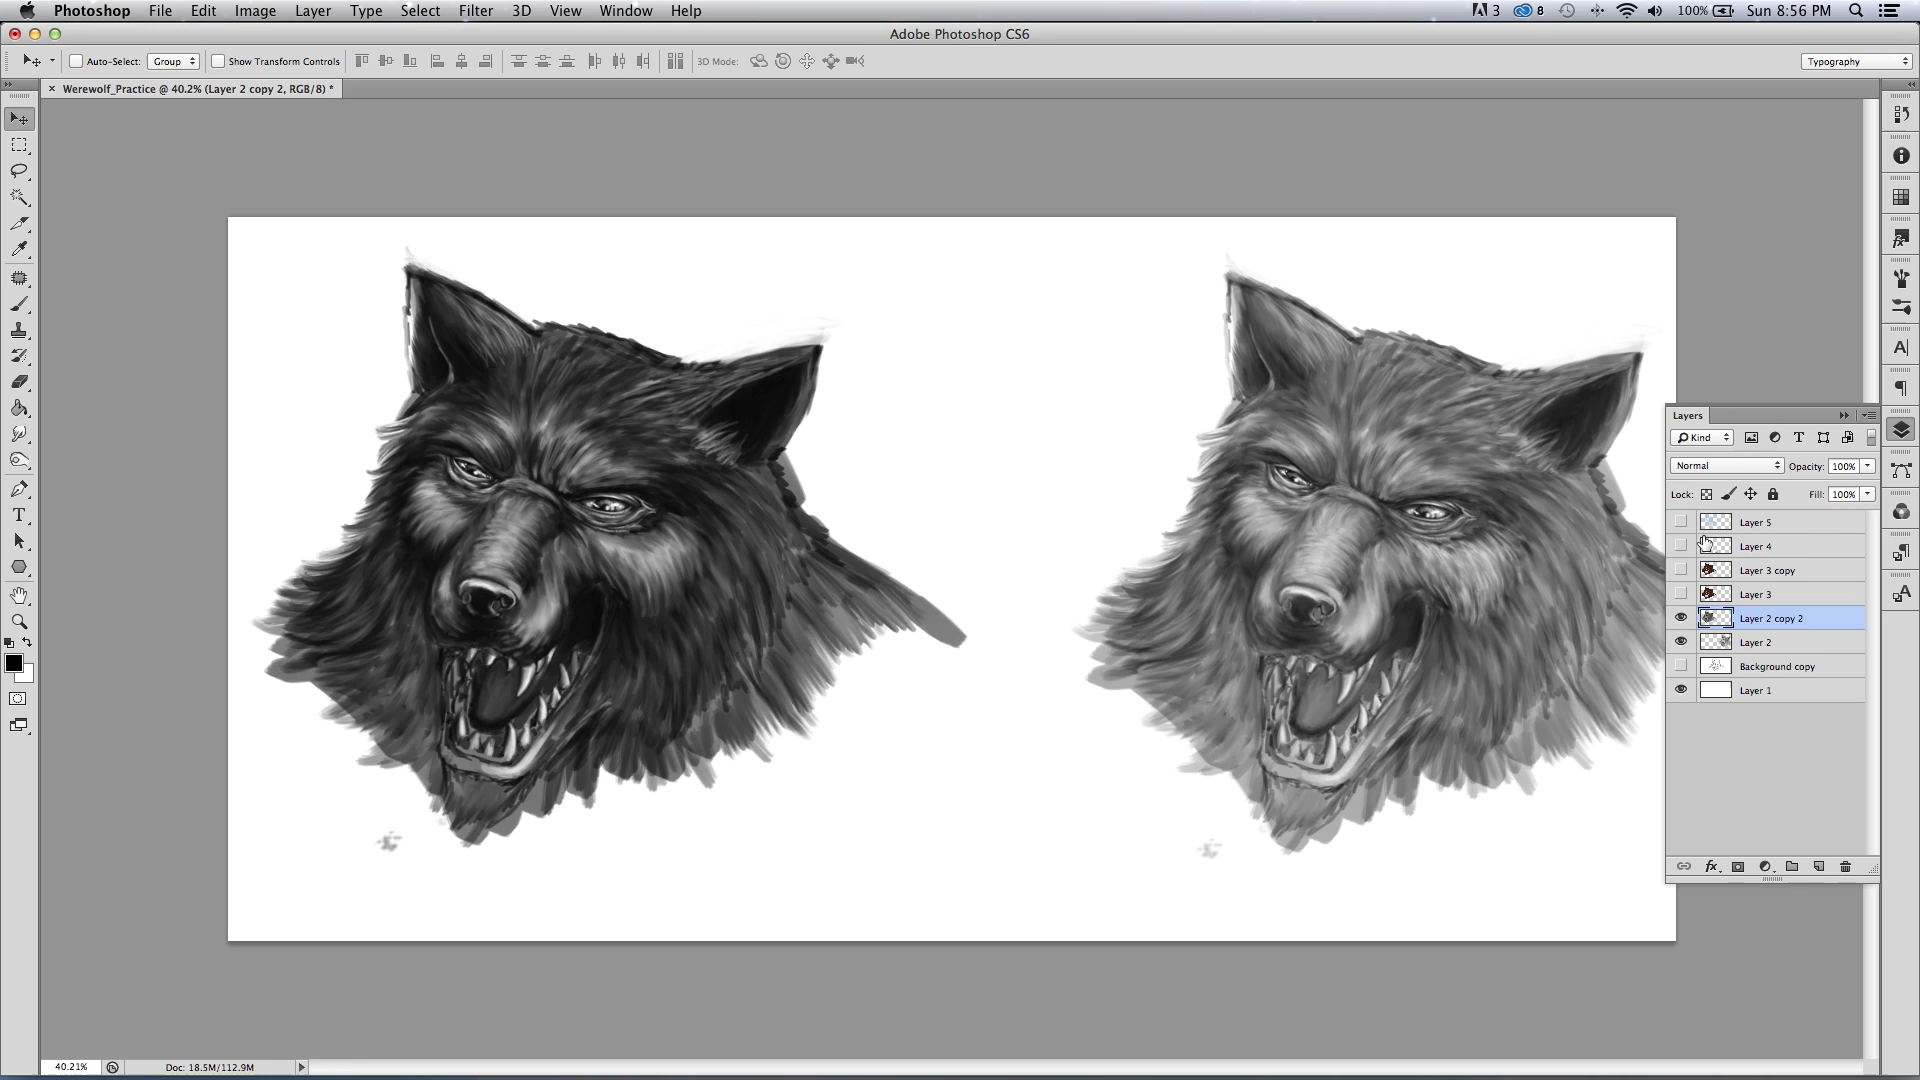 Photoshop File Edit Image Layer Type Select Filter 3D View Window Help 3 8 100% Sun 8:56 PM
Adobe Photoshop CS6
Auto-Select: Group Show Transform Controls 3D Mode: Typography
× Werewolf_Practice @ 40.2% (Layer 2 copy 2, RGB/8) *
Layers
Kind
Normal Opacity: 100%
Lock: Fill: 100%
Layer 5
Layer 4
Layer 3 copy
Layer 3
Layer 2 copy 2
Layer 2
Background copy
Layer 1
fx
40.21% Doc: 18.5M/112.9M